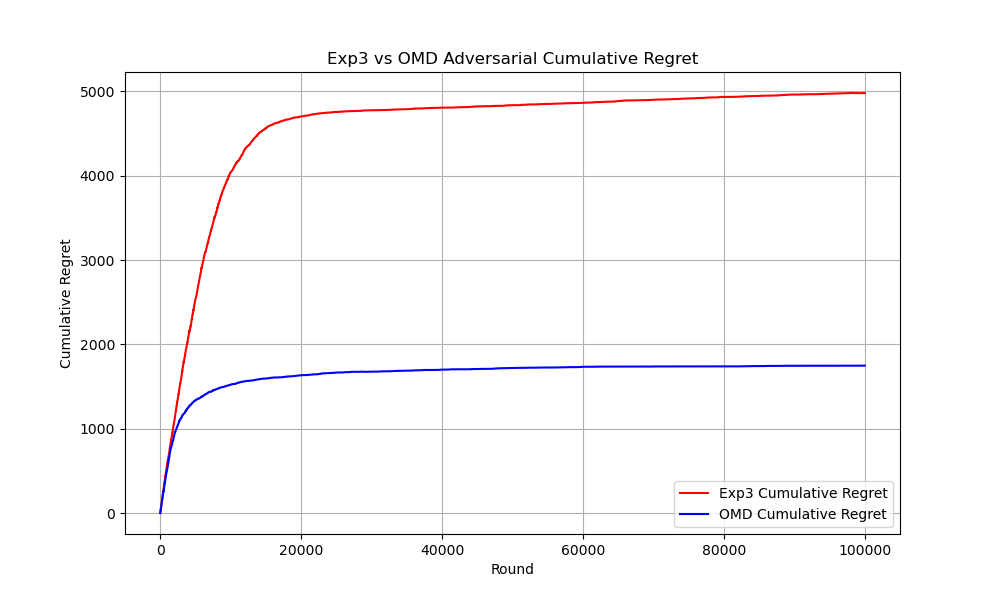 Exp3 vs OMD Adversarial Cumulative Regret
5000
4000
3000
2000
1000
0
Cumulative Regret
0 20000 40000 60000 80000 100000
Round
Exp3 Cumulative Regret
OMD Cumulative Regret